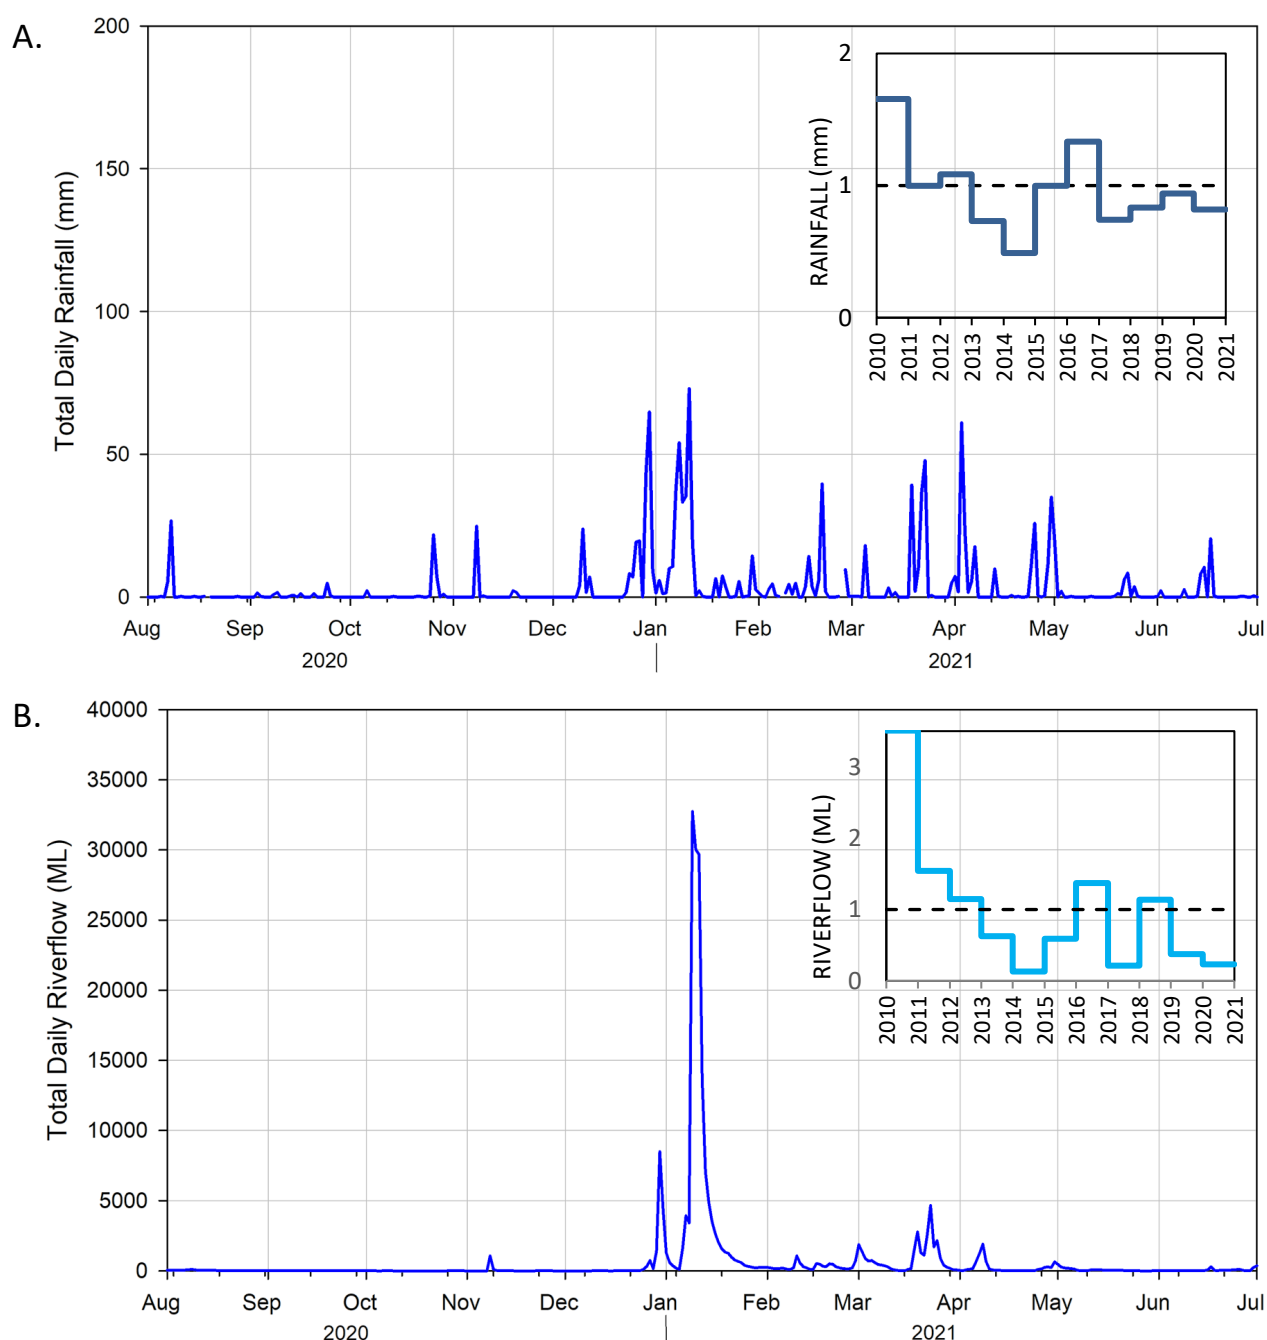 A.
Total Daily Rainfall (mm)
200
150
100
50
0
Aug Sep Oct Nov Dec Jan Feb Mar Apr May Jun Jul
2020 2021
RAINFALL (mm)
2
1
0
2010 2011 2012 2013 2014 2015 2016 2017 2018 2019 2020 2021
B.
Total Daily Riverflow (ML)
40000
35000
30000
25000
20000
15000
10000
5000
0
Aug Sep Oct Nov Dec Jan Feb Mar Apr May Jun Jul
2020 2021
RIVERFLOW (ML)
3
2
1
0
2010 2011 2012 2013 2014 2015 2016 2017 2018 2019 2020 2021